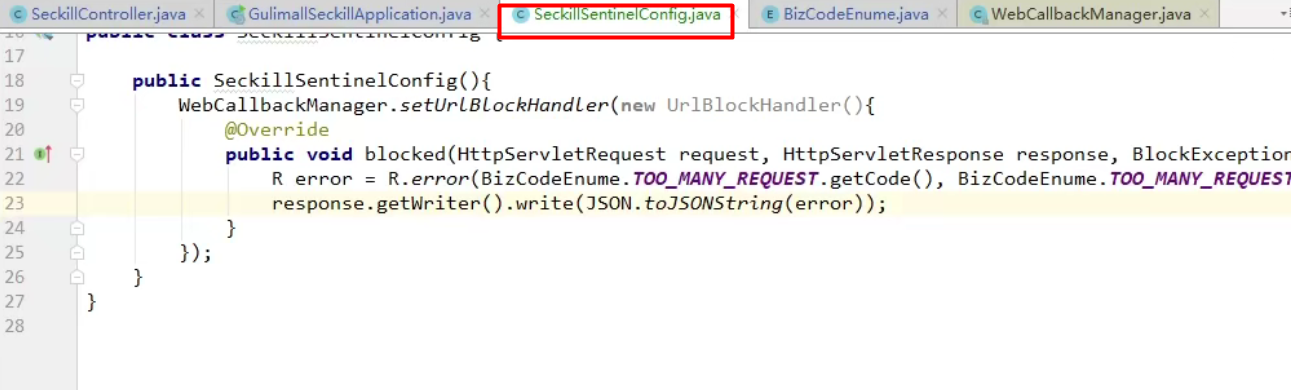 SeckillController.java × GulimallSeckillApplication.java × SeckillSentinelConfig.java × BizCodeEnume.java × WebCallbackManager.java ×
16 public class SeckillSentinelConfig {
17
18 public SeckillSentinelConfig(){
19 WebCallbackManager.setUrlBlockHandler(new UrlBlockHandler(){
20 @Override
21 public void blocked(HttpServletRequest request, HttpServletResponse response, BlockException
22 R error = R.error(BizCodeEnume.TOO_MANY_REQUEST.getCode(), BizCodeEnume.TOO_MANY_REQUEST
23 response.getWriter().write(JSON.toJSONString(error));
24 }
25 });
26 }
27 }
28